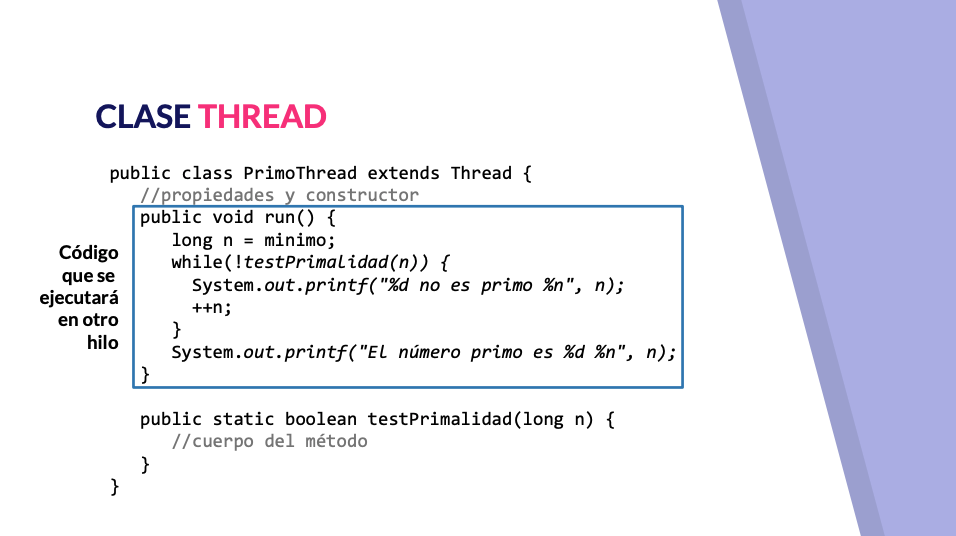 CLASE THREAD
public class PrimoThread extends Thread {
//propiedades y constructor
public void run() {
long n = minimo;
while(!testPrimalidad(n)) {
System.out.printf("%d no es primo %n", n);
++n;
}
System.out.printf("El número primo es %d %n", n);
}
Código
que se
ejecutará
en otro
hilo
public static boolean testPrimalidad(long n) {
//cuerpo del método
}
}